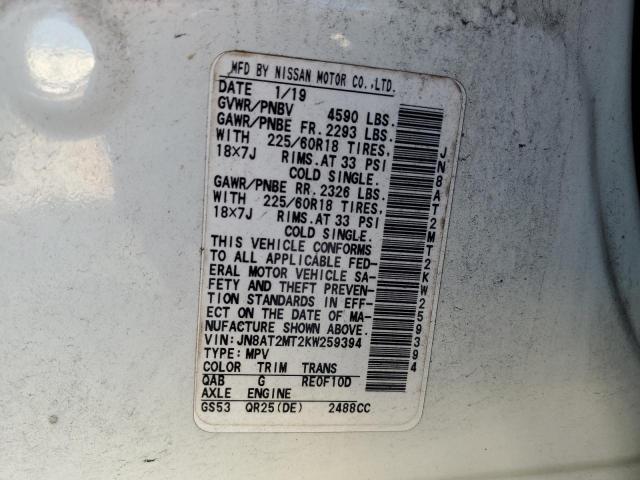 MFD BY NISSAN MOTOR CO.,LTD.
DATE 1/19
GVWR/PNBV 4590 LBS.
GAWR/PNBE FR. 2293 LBS.
WITH 225/60R18 TIRES,
18X7J RIMS.AT 33 PSI
COLD SINGLE.
GAWR/PNBE RR. 2326 LBS.
WITH 225/60R18 TIRES,
18X7J RIMS.AT 33 PSI
COLD SINGLE.
THIS VEHICLE CONFORMS
TO ALL APPLICABLE FED-
ERAL MOTOR VEHICLE SA-
FETY AND THEFT PREVEN-
TION STANDARDS IN EFF-
ECT ON THE DATE OF MA-
NUFACTURE SHOWN ABOVE.
VIN: JN8AT2MT2KW259394
TYPE: MPV
COLOR TRIM TRANS
QAB G RE0F10D
AXLE ENGINE
GS53 QR25(DE) 2488CC
JN8AT2MT2KW259394